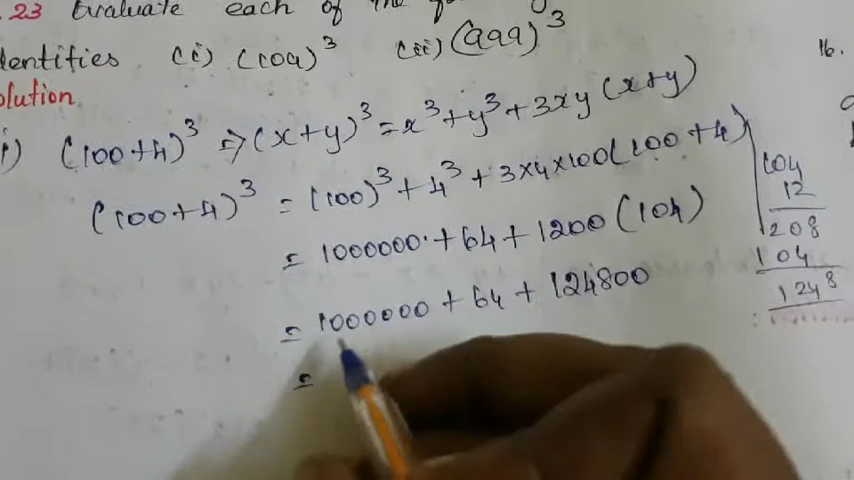 .23 Evaluate each of the
dentifies (i) (104)³ (ii) (999)³
olution
i) (100+4)³ ⇒ (x+y)³ = x³+y³+3xy(x+y)
(100+4)³ = (100)³ + 4³ + 3×4×100(100+4)
= 1000000 + 64 + 1200(104)
= 1000000 + 64 + 124800
=
104
12
208
104
1248
16.